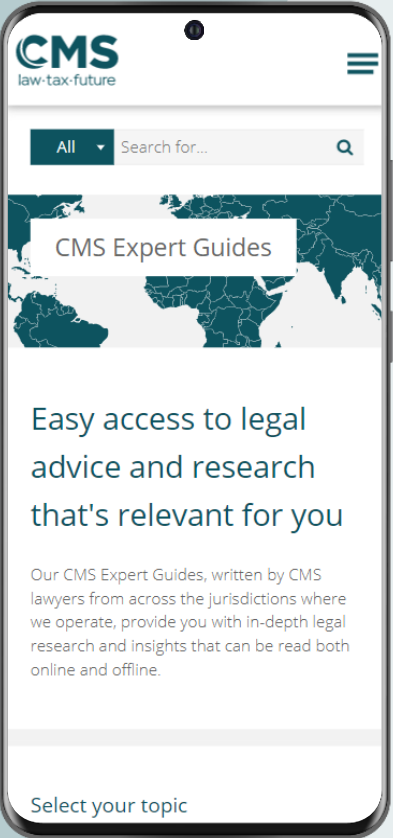 CMS
law·tax·future
All
Search for...
CMS Expert Guides
Easy access to legal
advice and research
that's relevant for you
Our CMS Expert Guides, written by CMS
lawyers from across the jurisdictions where
we operate, provide you with in-depth legal
research and insights that can be read both
online and offline.
Select your topic